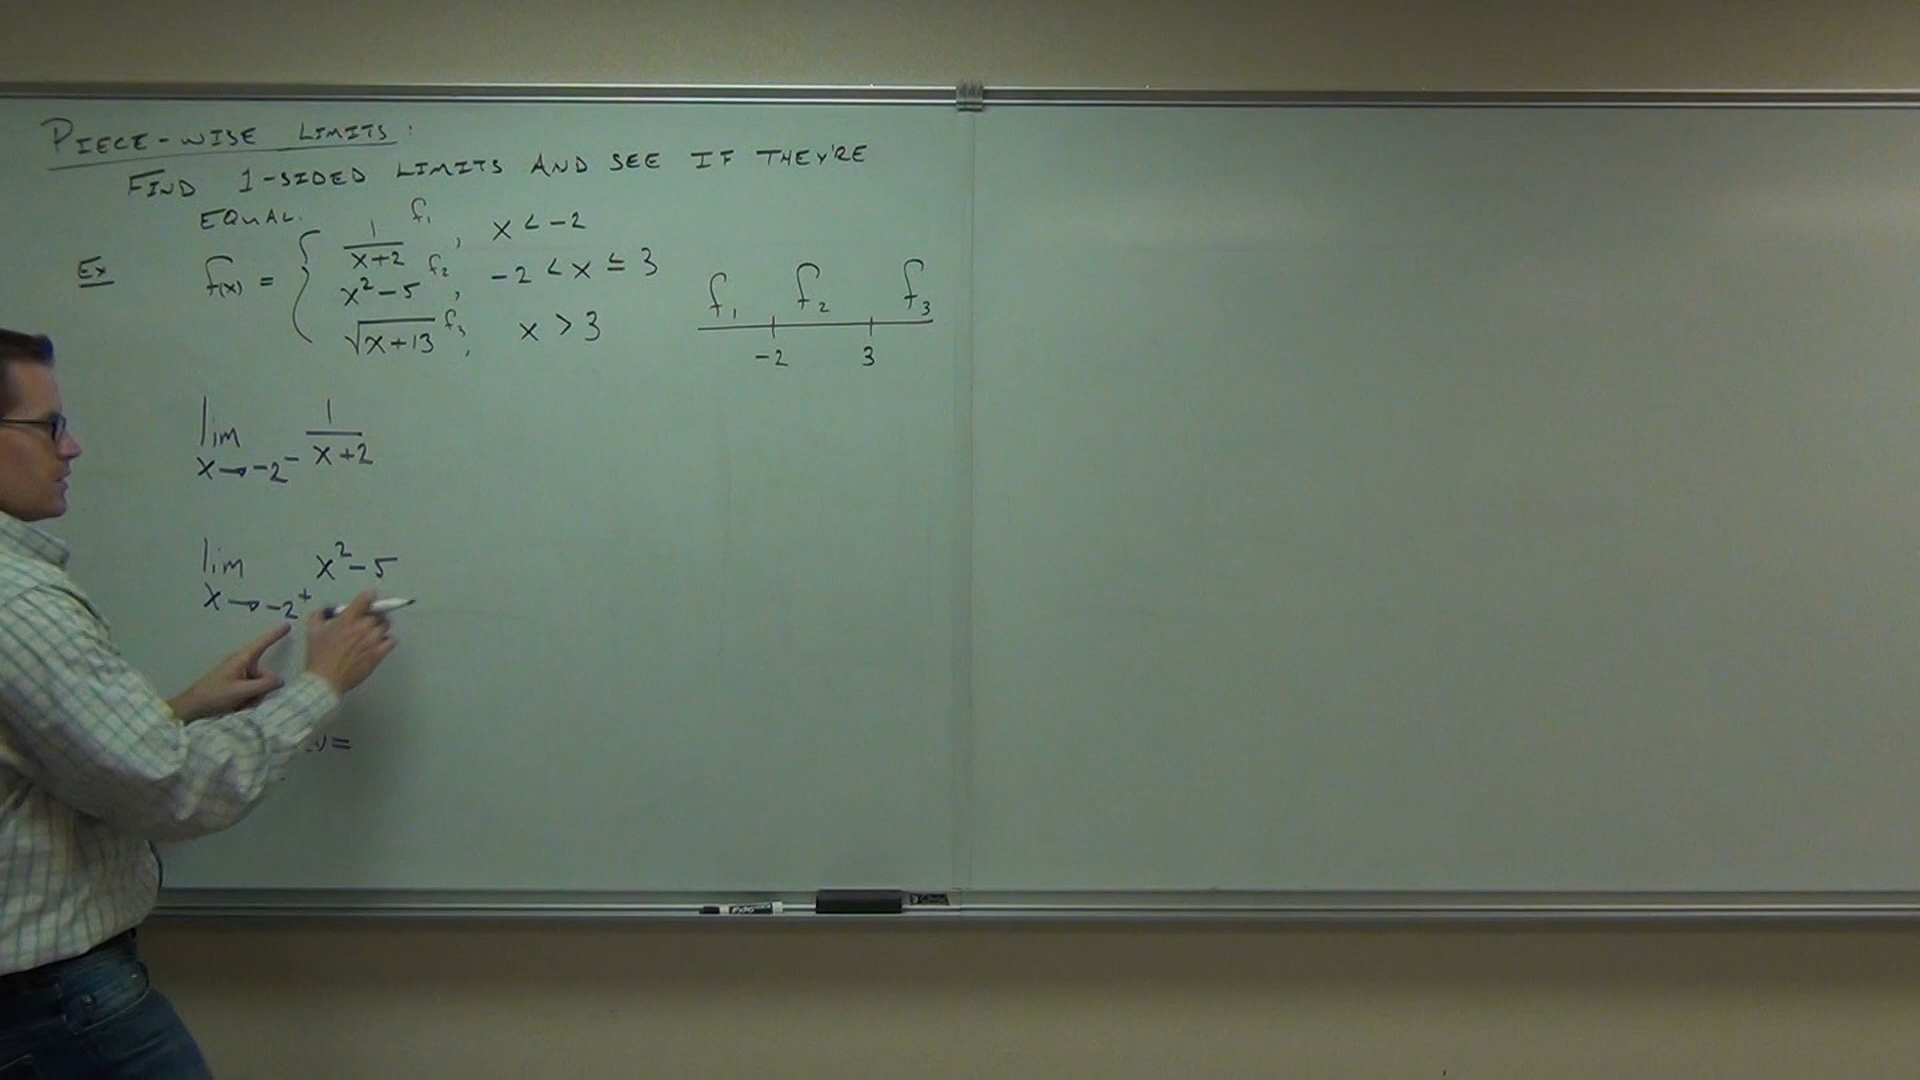 PIECE-WISE LIMITS:
FIND 1-SIDED LIMITS AND SEE IF THEY'RE
EQUAL.
Ex f(x) = { 1/(x+2) f₁, x < -2
x² - 5 f₂, -2 < x ≤ 3
√(x+13) f₃, x > 3
f₁ f₂ f₃
-2 3
lim x→-2⁻ 1/(x+2)
lim x→-2⁺ x² - 5
=